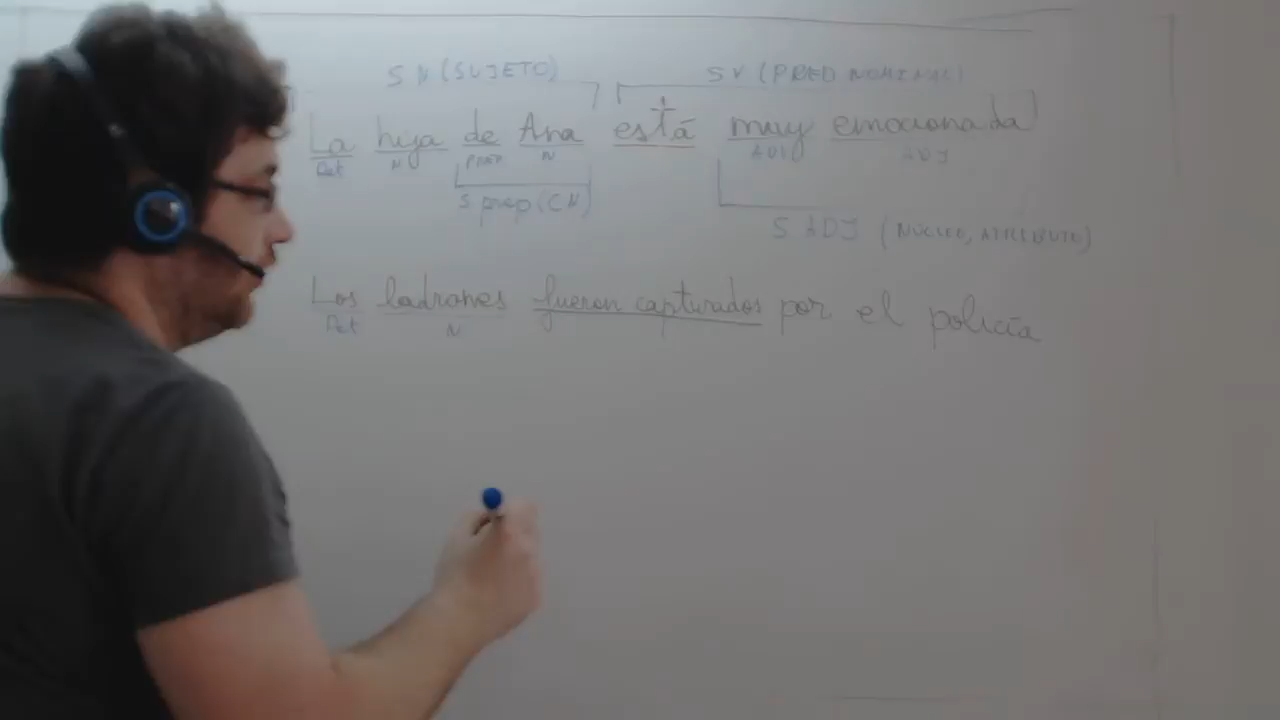 SN (SUJETO) SV (PRED NOMINAL)
La hija de Ana está muy emocionada
Det N PREP N ADV ADJ
S prep (CN)
S ADJ (NUCLEO, ATRIBUTO)
Los ladrones fueron capturados por el policía
Det N